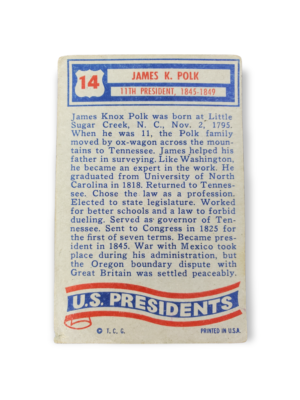 14
JAMES K. POLK
11TH PRESIDENT, 1845-1849
James Knox Polk was born at Little
Sugar Creek, N. C., Nov. 2, 1795.
When he was 11, the Polk family
moved by ox-wagon across the moun-
tains to Tennessee. James helped his
father in surveying. Like Washington,
he became an expert in the work. He
graduated from University of North
Carolina in 1818. Returned to Tennes-
see. Chose the law as a profession.
Elected to state legislature. Worked
for better schools and a law to forbid
dueling. Served as governor of Ten-
nessee. Sent to Congress in 1825 for
the first of seven terms. Became pres-
ident in 1845. War with Mexico took
place during his administration, but
the Oregon boundary dispute with
Great Britain was settled peaceably.
U.S. PRESIDENTS
© T. C. G. PRINTED IN U.S.A.